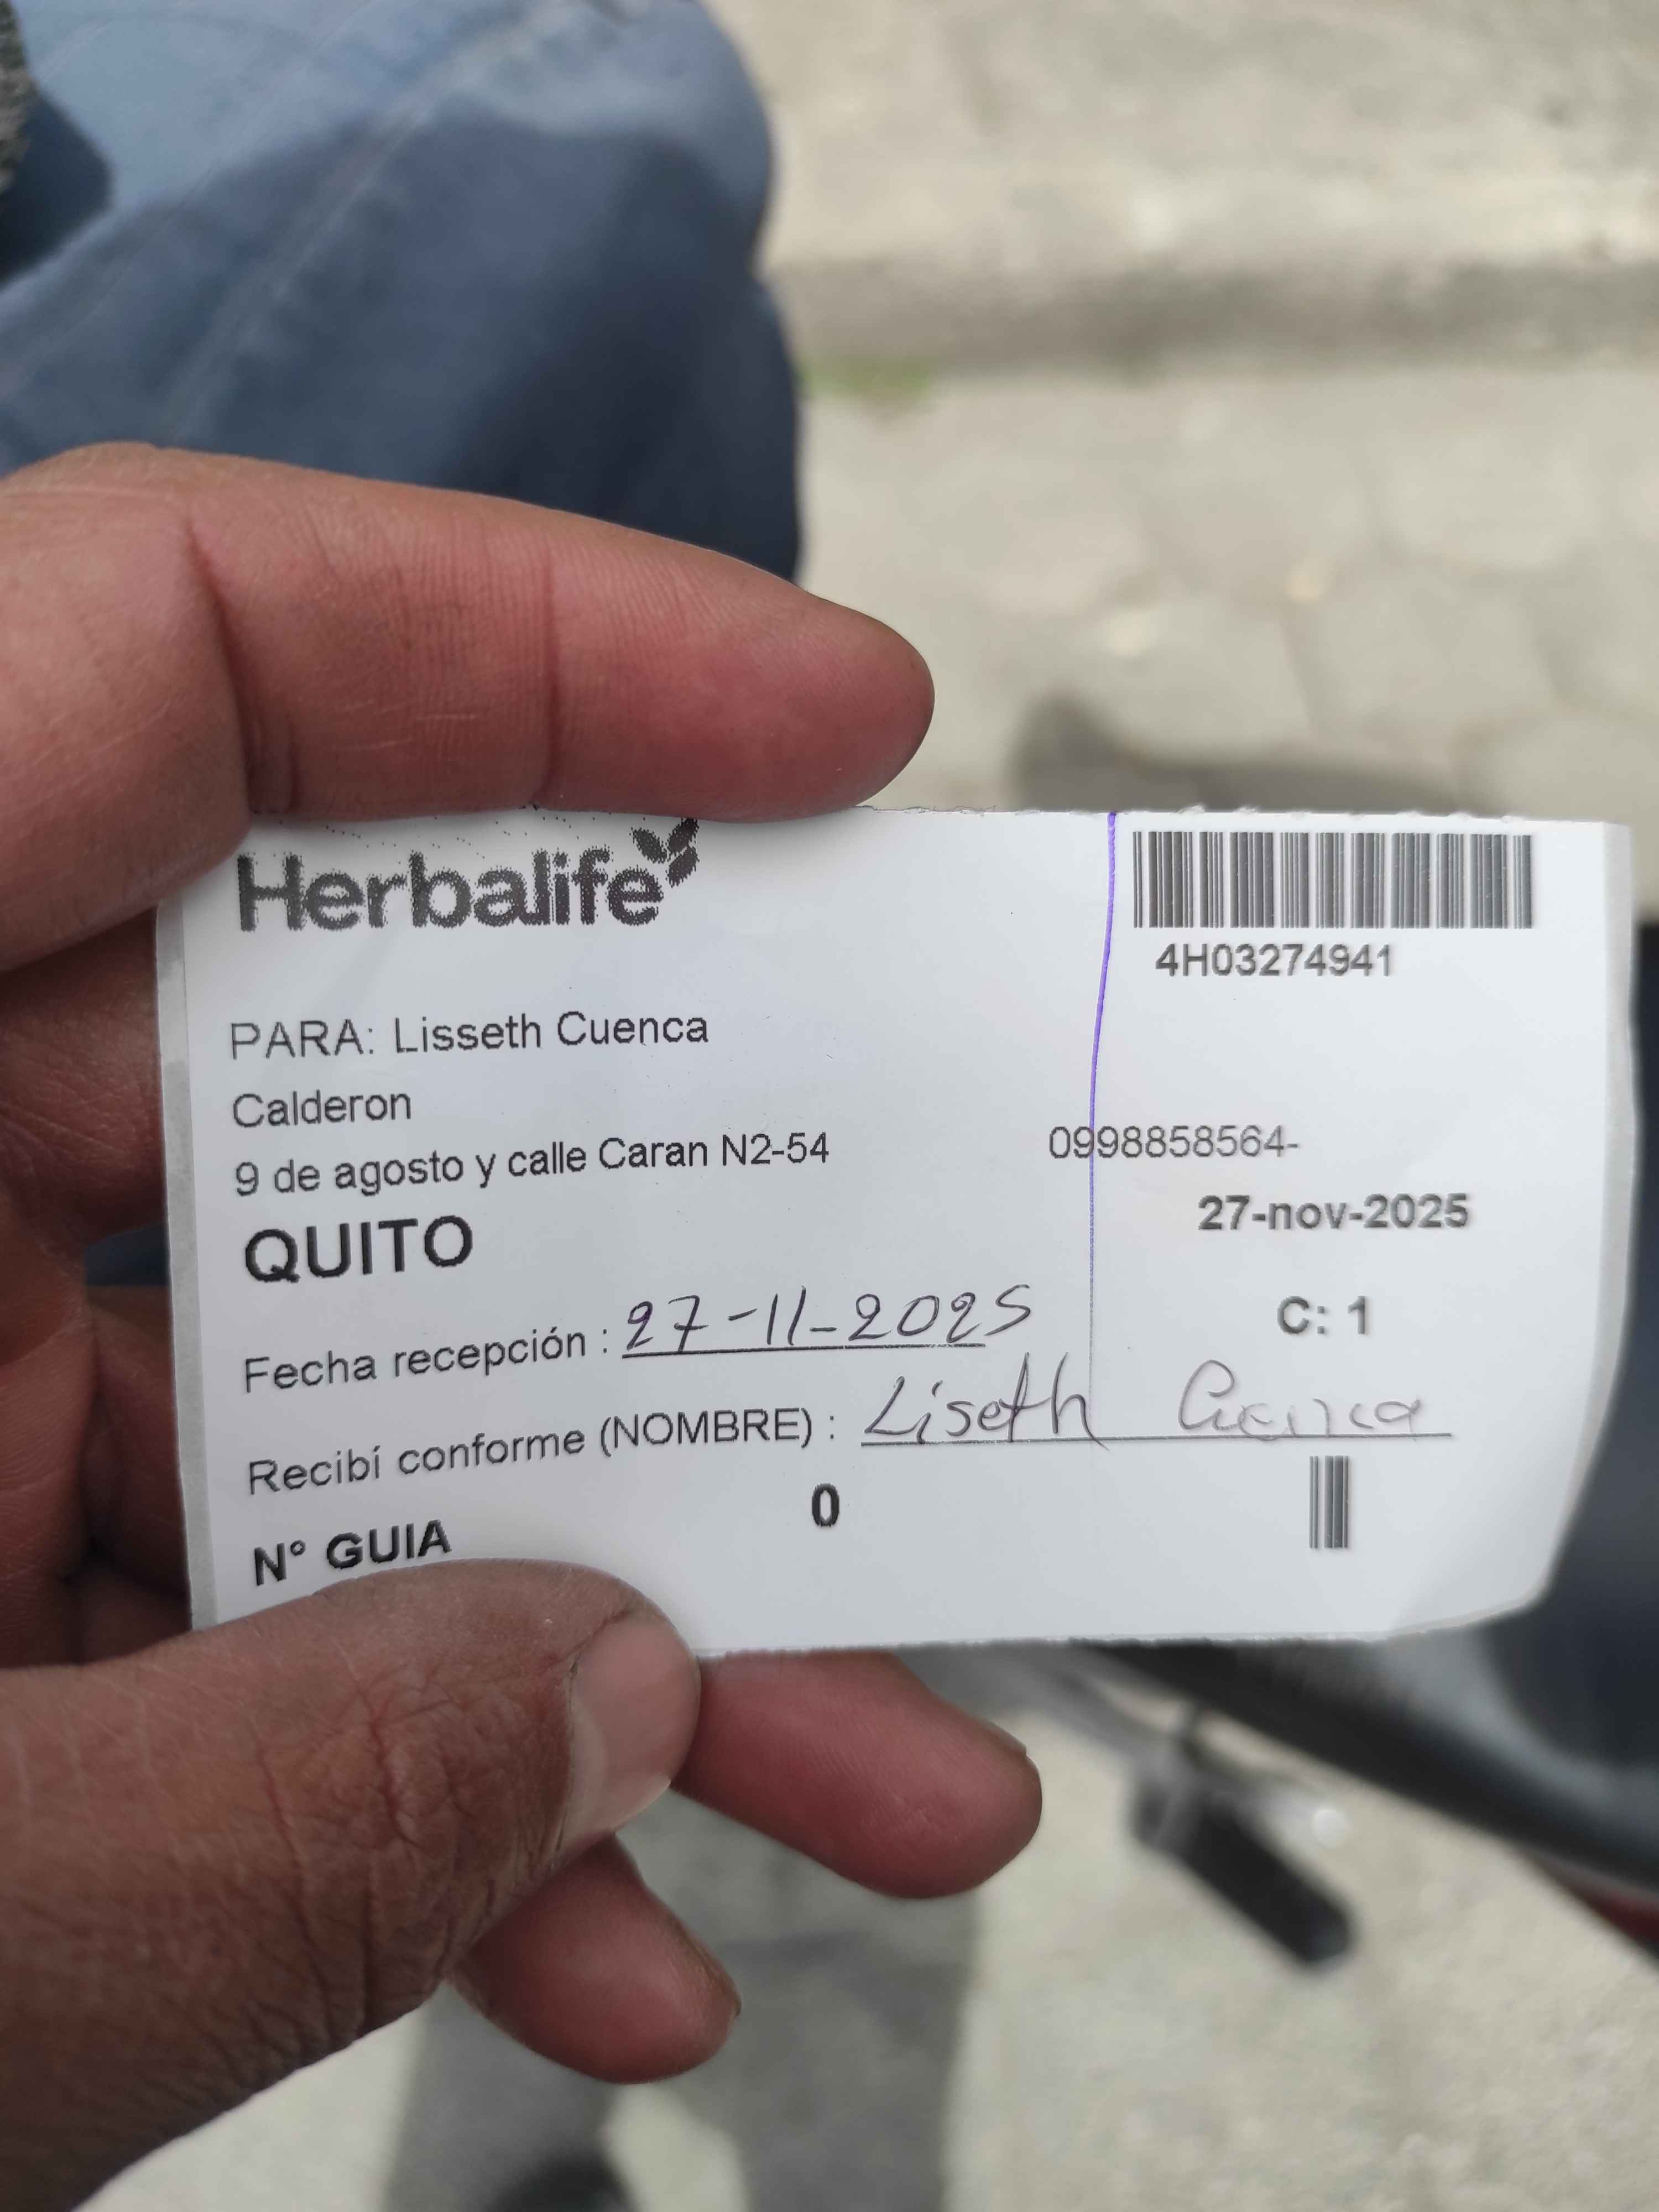 Herbalife
4H03274941
PARA: Lisseth Cuenca
Calderon
9 de agosto y calle Caran N2-54 0998858564-
QUITO 27-nov-2025
Fecha recepción : 27-11-2025 C: 1
Recibí conforme (NOMBRE) : Liseth Cuenca
N° GUIA 0